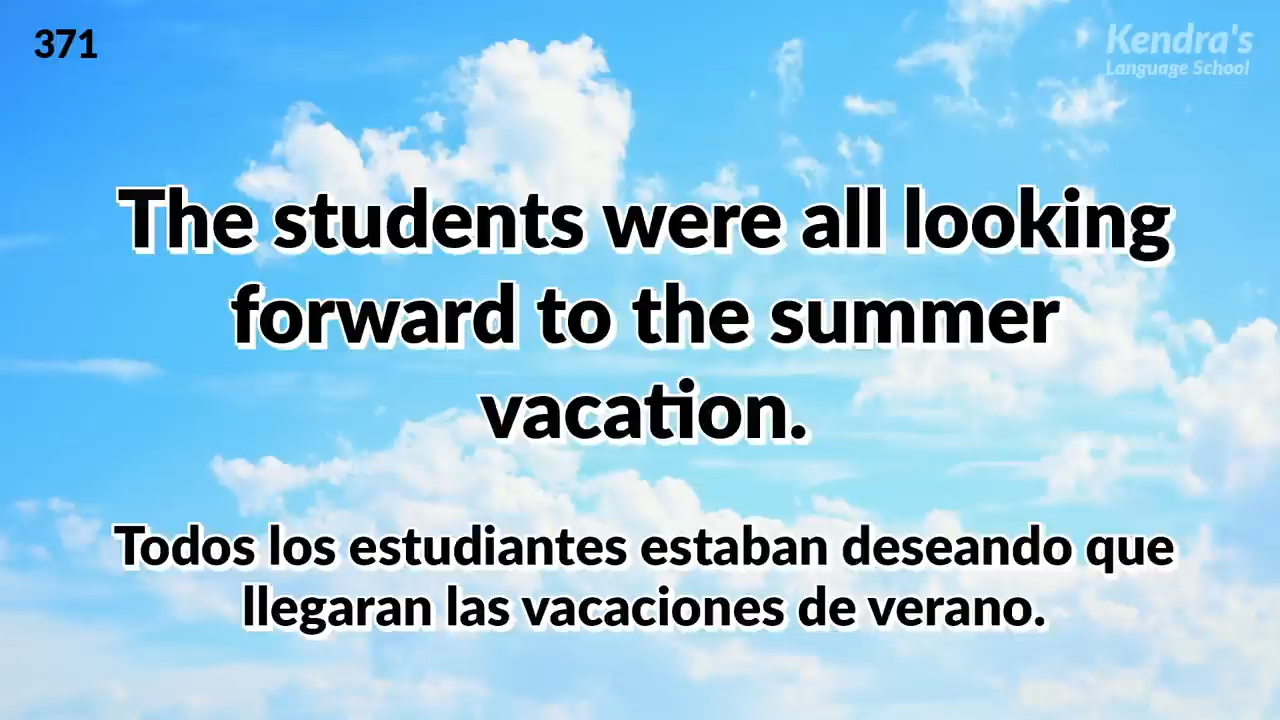 371
Kendra's
Language School
The students were all looking
forward to the summer
vacation.
Todos los estudiantes estaban deseando que
llegaran las vacaciones de verano.